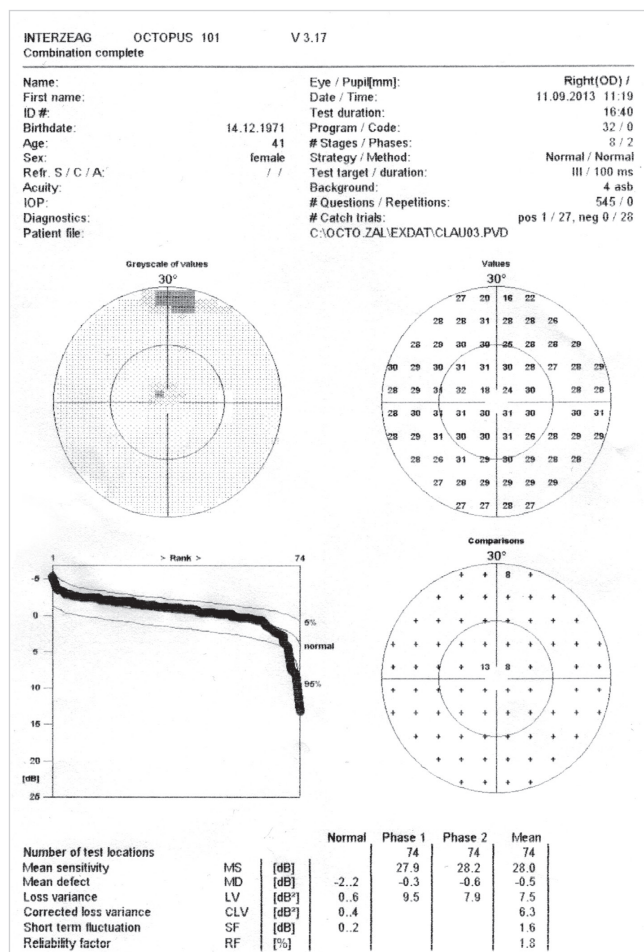 INTERZEAG OCTOPUS 101 V 3.17
Combination complete
Name: Eye / Pupil[mm]: Right(OD) /
First name: Date / Time: 11.09.2013 11:19
ID #: Test duration: 16:40
Birthdate: 14.12.1971 Program / Code: 32 / 0
Age: 41 # Stages / Phases: 8 / 2
Sex: female Strategy / Method: Normal / Normal
Refr. S / C / A: / / Test target / duration: III / 100 ms
Acuity: Background: 4 asb
IOP: # Questions / Repetitions: 545 / 0
Diagnostics: # Catch trials: pos 1 / 27, neg 0 / 28
Patient file: C:\OCTO.ZAL\EXDAT\CLAU03.PVD
Greyscale of values Values
30° 30°
27 20 16 22
28 28 31 28 28 26
28 29 30 30 25 28 28 29
30 29 30 31 31 30 28 27 28 29
28 29 31 32 18 24 30 28 28
28 30 31 31 30 31 30 30 31
28 29 31 30 30 31 26 28 29 29
28 26 31 29 30 29 28 28
27 28 29 29 29 29
27 27 28 27
Comparisons
30°
1 > Rank > 74
+ + 8 +
+ + + + + +
+ + + + + + + +
+ + + + + + + + + +
+ + + 13 8 + + +
+ + + + + + + + +
+ + + + + + + + + +
+ + + + + + + +
+ + + + + +
+ + + +
-5
0
5
10
15
20
[dB]
25
5%
normal
95%
Normal Phase 1 Phase 2 Mean
Number of test locations 74 74 74
Mean sensitivity MS [dB] 27.9 28.2 28.0
Mean defect MD [dB] -2..2 -0.3 -0.6 -0.5
Loss variance LV [dB²] 0..6 9.5 7.9 7.5
Corrected loss variance CLV [dB²] 0..4 6.3
Short term fluctuation SF [dB] 0..2 1.6
Reliability factor RF [%] 1.8